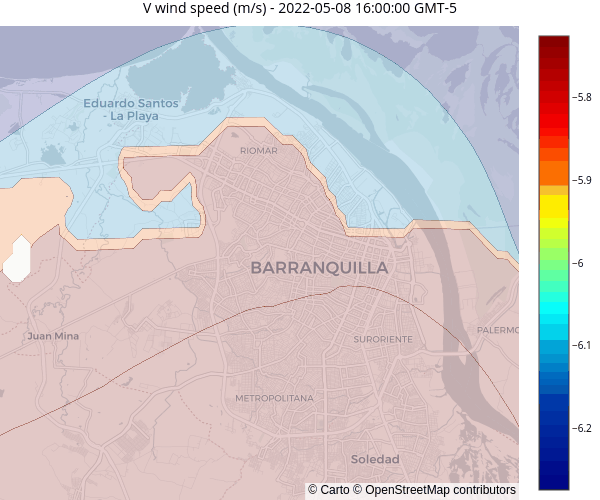 V wind speed (m/s) - 2022-05-08 16:00:00 GMT-5
Eduardo Santos
- La Playa
RIOMAR
BARRANQUILLA
Juan Mina
SURORIENTE
PALERMO
METROPOLITANA
Soledad
© Carto © OpenStreetMap contributors
−5.8
−5.9
−6
−6.1
−6.2